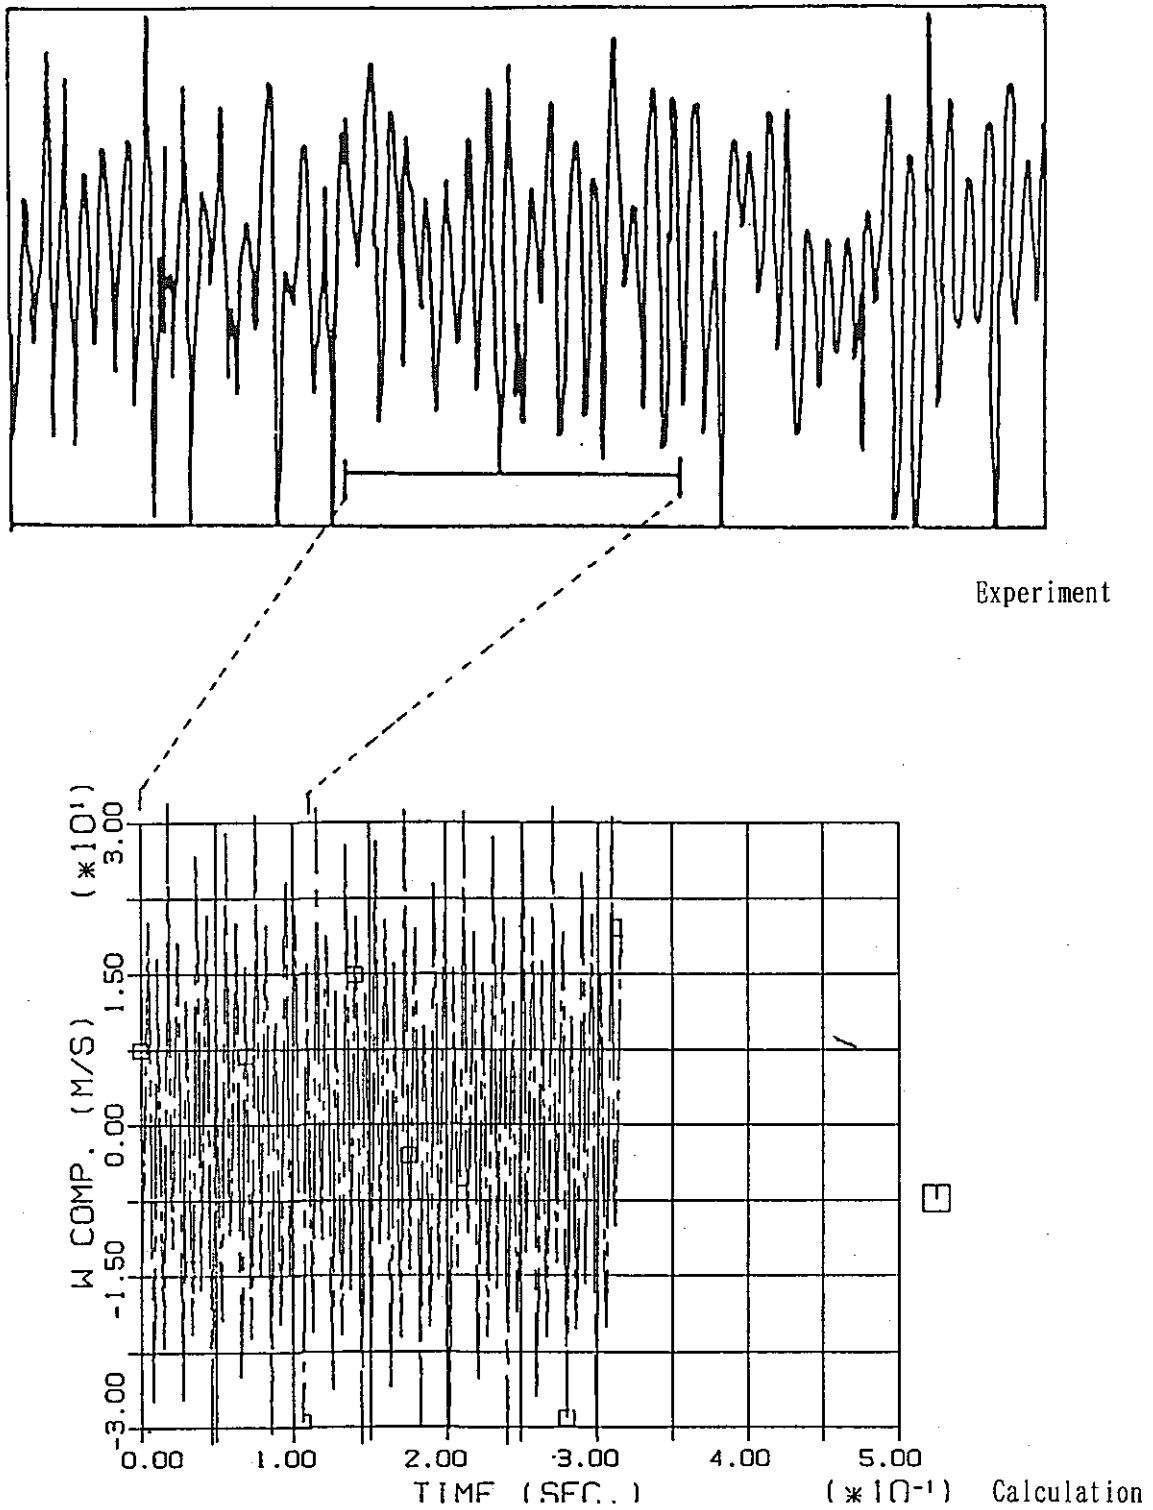 Experiment
(*10¹)
3.00
1.50
0.00
-1.50
-3.00
W COMP. (M/S)
0.00 1.00 2.00 3.00 4.00 5.00
TIME (SEC.) (*10⁻¹)
Calculation